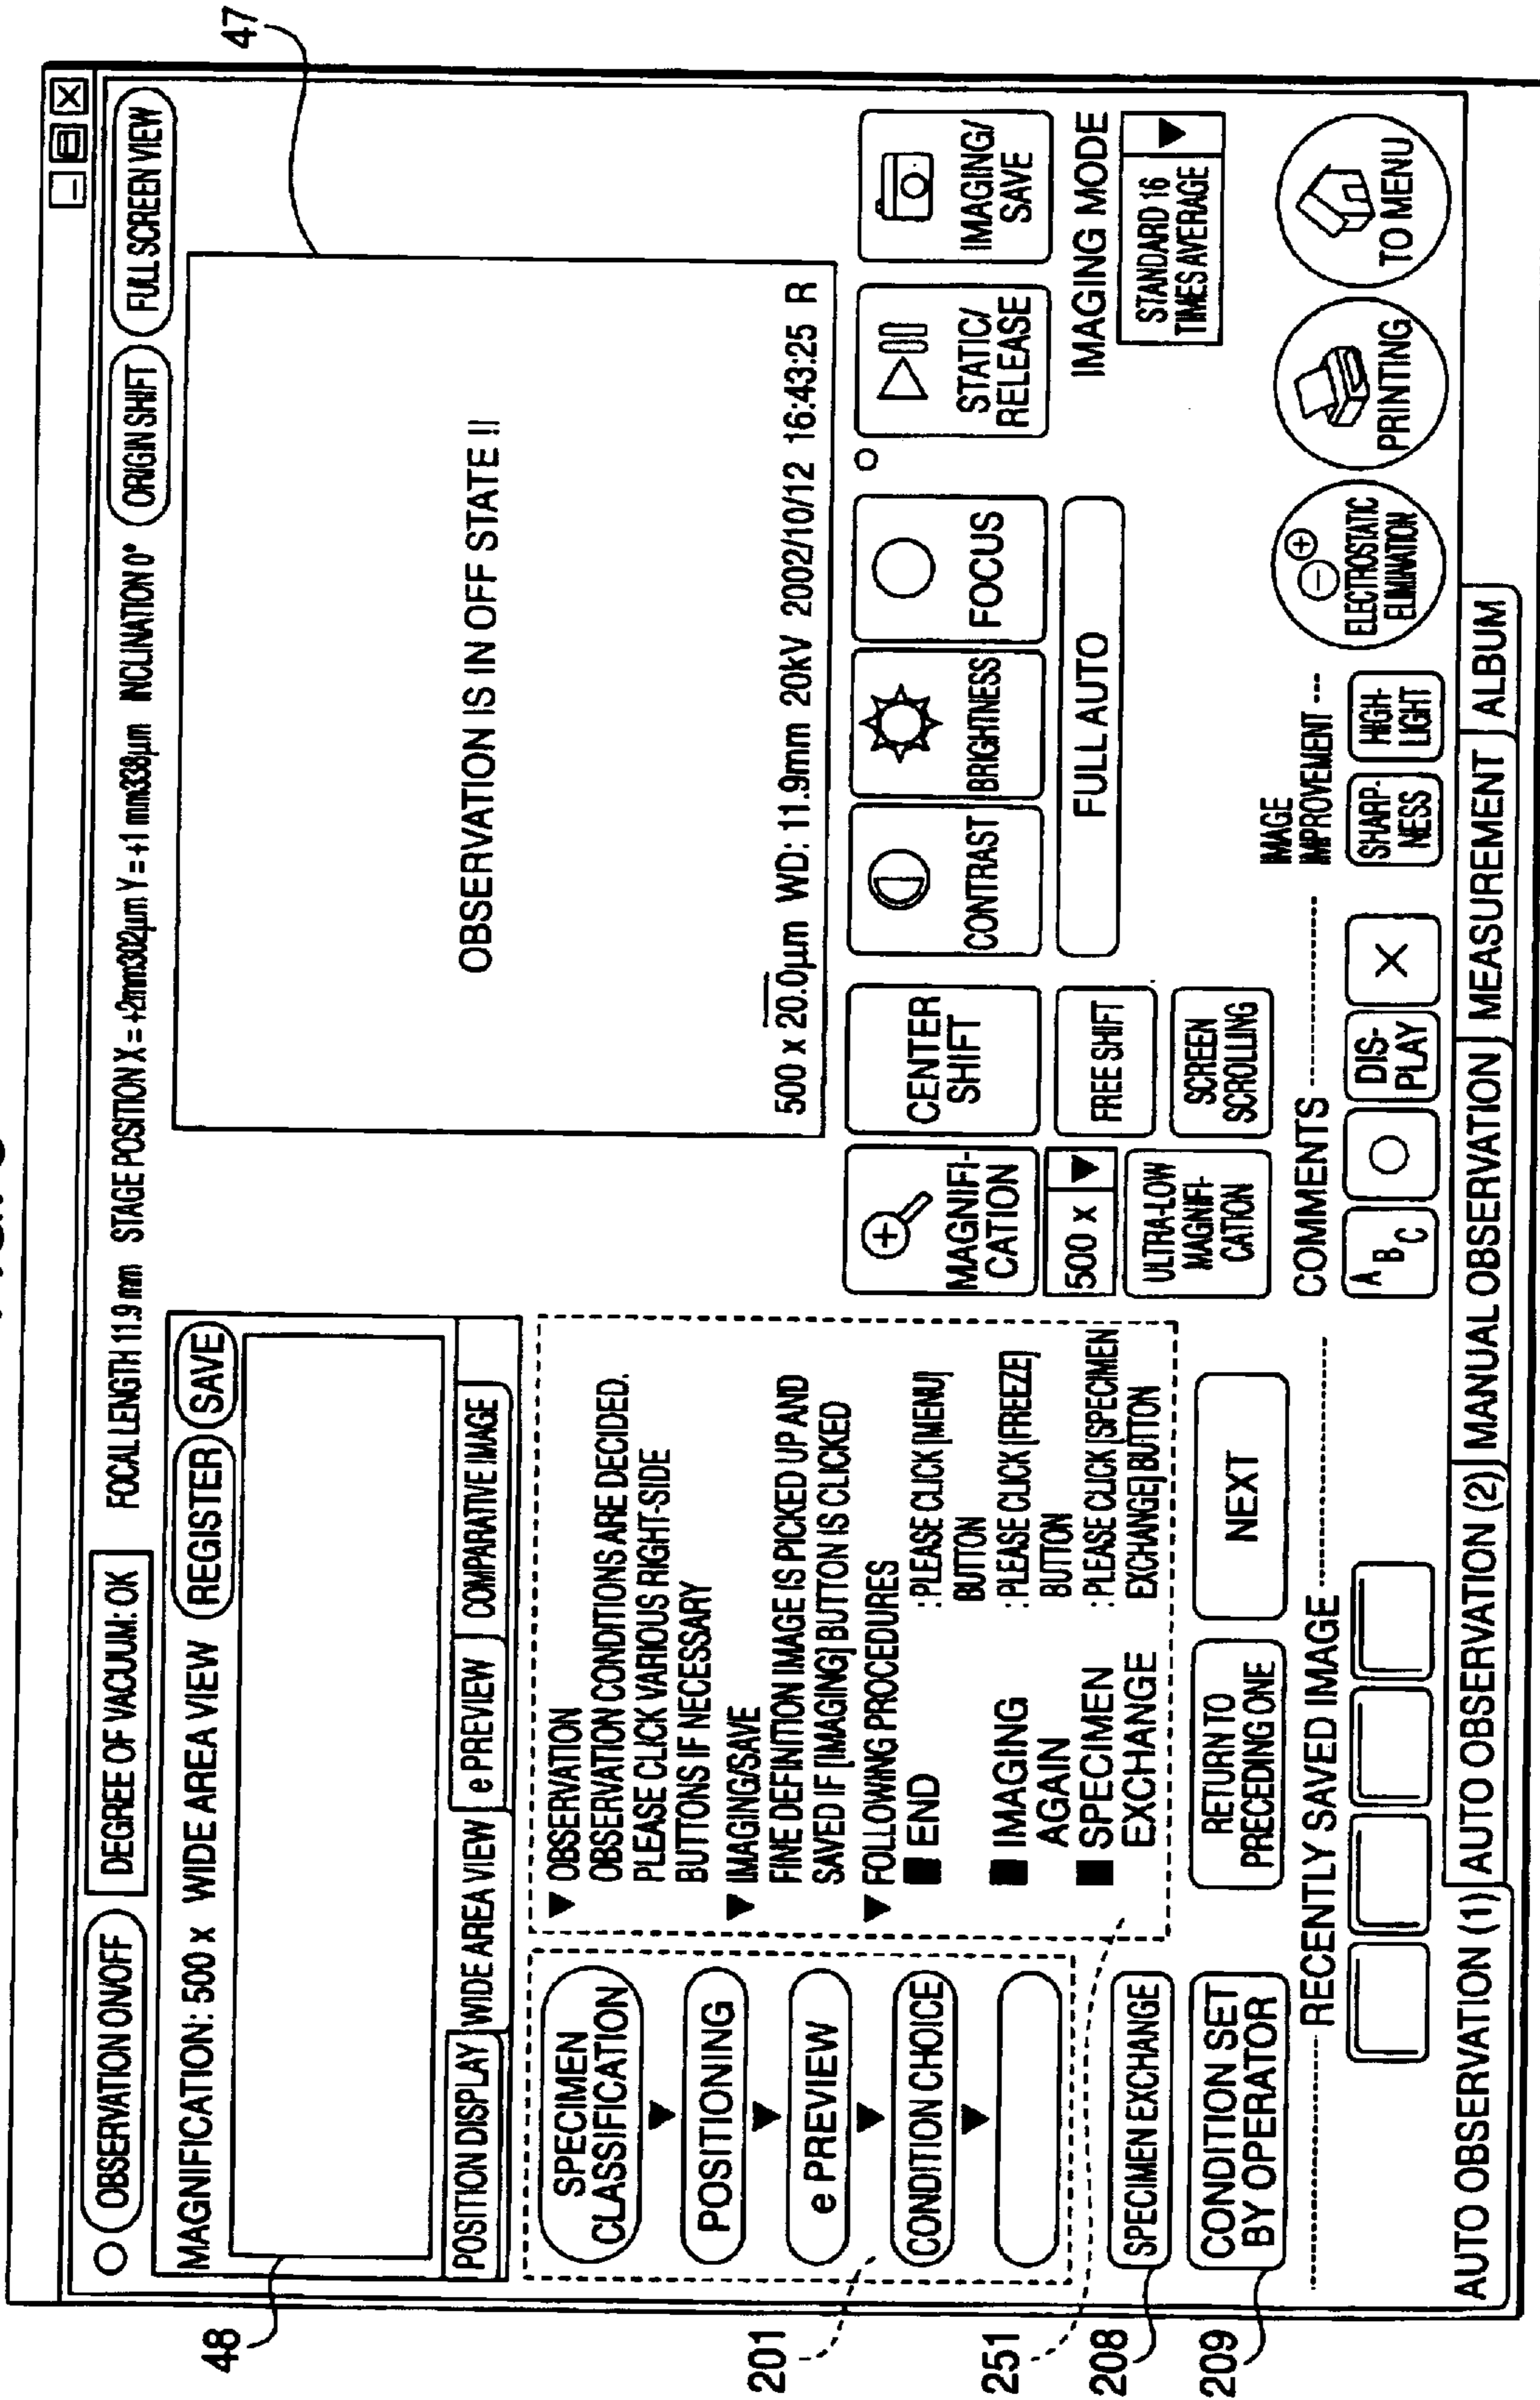 OBSERVATION ON/OFF
DEGREE OF VACUUM: OK
FOCAL LENGTH 11.9 mm STAGE POSITION X = +2mm302µm Y = +1 mm338µm INCLINATION 0°
ORIGIN SHIFT
FULL SCREEN VIEW
MAGNIFICATION: 500 x WIDE AREA VIEW
REGISTER
SAVE
48
47
POSITION DISPLAY
WIDE AREA VIEW
e PREVIEW
COMPARATIVE IMAGE
OBSERVATION IS IN OFF STATE !!
500 x 20.0µm WD: 11.9mm 20kV 2002/10/12 16:43:25 R
SPECIMEN
CLASSIFICATION
▼
POSITIONING
▼
e PREVIEW
▼
CONDITION CHOICE
▼
201
▼ OBSERVATION
OBSERVATION CONDITIONS ARE DECIDED.
PLEASE CLICK VARIOUS RIGHT-SIDE
BUTTONS IF NECESSARY
▼ IMAGING/SAVE
FINE DEFINITION IMAGE IS PICKED UP AND
SAVED IF [IMAGING] BUTTON IS CLICKED
▼ FOLLOWING PROCEDURES
■ END : PLEASE CLICK [MENU]
BUTTON
■ IMAGING : PLEASE CLICK [FREEZE]
AGAIN BUTTON
■ SPECIMEN : PLEASE CLICK [SPECIMEN
EXCHANGE EXCHANGE] BUTTON
251
SPECIMEN EXCHANGE
208
CONDITION SET
BY OPERATOR
209
RETURN TO
PRECEDING ONE
NEXT
RECENTLY SAVED IMAGE
MAGNIFI-
CATION
500 x ▼
ULTRA-LOW
MAGNIFI-
CATION
CENTER
SHIFT
FREE SHIFT
SCREEN
SCROLLING
CONTRAST
BRIGHTNESS
FOCUS
FULL AUTO
STATIC/
RELEASE
IMAGING/
SAVE
IMAGING MODE
STANDARD 16
TIMES AVERAGE
▼
COMMENTS
A B C
DIS-
PLAY
IMAGE
IMPROVEMENT
SHARP-
NESS
HIGH-
LIGHT
ELECTROSTATIC
ELIMINATION
PRINTING
TO MENU
AUTO OBSERVATION (1)
AUTO OBSERVATION (2)
MANUAL OBSERVATION
MEASUREMENT
ALBUM